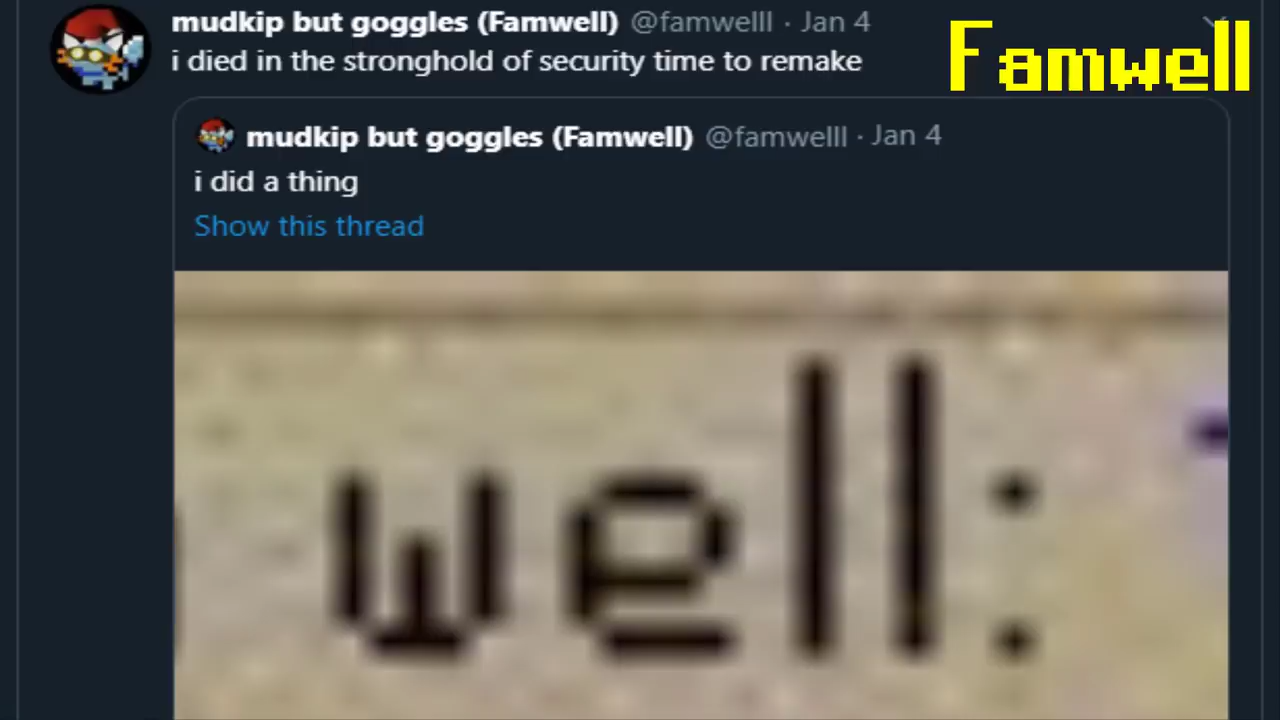 mudkip but goggles (Famwell) @famwelll · Jan 4
Famwell
i died in the stronghold of security time to remake
mudkip but goggles (Famwell) @famwelll · Jan 4
i did a thing
Show this thread
well: